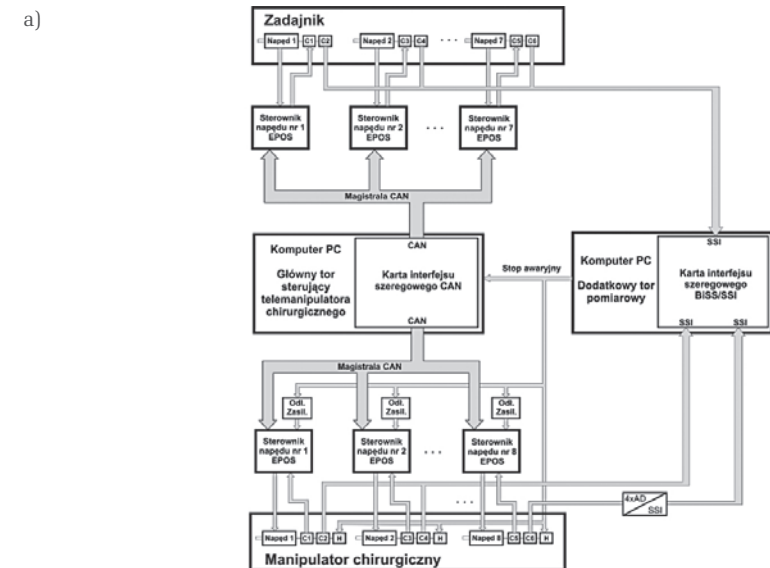 a)
Zadajnik
Napęd 1 C1 C2 Napęd 2 C3 C4 . . . Napęd 7 C5 C6
Sterownik
napędu nr 1
EPOS
Sterownik
napędu nr 2
EPOS
. . .
Sterownik
napędu nr 7
EPOS
Magistrala CAN
Komputer PC
Główny tor
sterujący
telemanipulatora
chirurgicznego
CAN
Karta interfejsu
szeregowego CAN
CAN
Stop awaryjny
Komputer PC
Dodatkowy tor
pomiarowy
SSI
Karta interfejsu
szeregowego
BiSS/SSI
SSI SSI
Magistrala CAN
Odł.
Zasil.
Odł.
Zasil.
Odł.
Zasil.
Sterownik
napędu nr 1
EPOS
Sterownik
napędu nr 2
EPOS
. . .
Sterownik
napędu nr 8
EPOS
. . .
4xAD
SSI
Napęd 1 C1 C2 H Napęd 2 C3 C4 H Napęd 8 C5 C6 H
Manipulator chirurgiczny